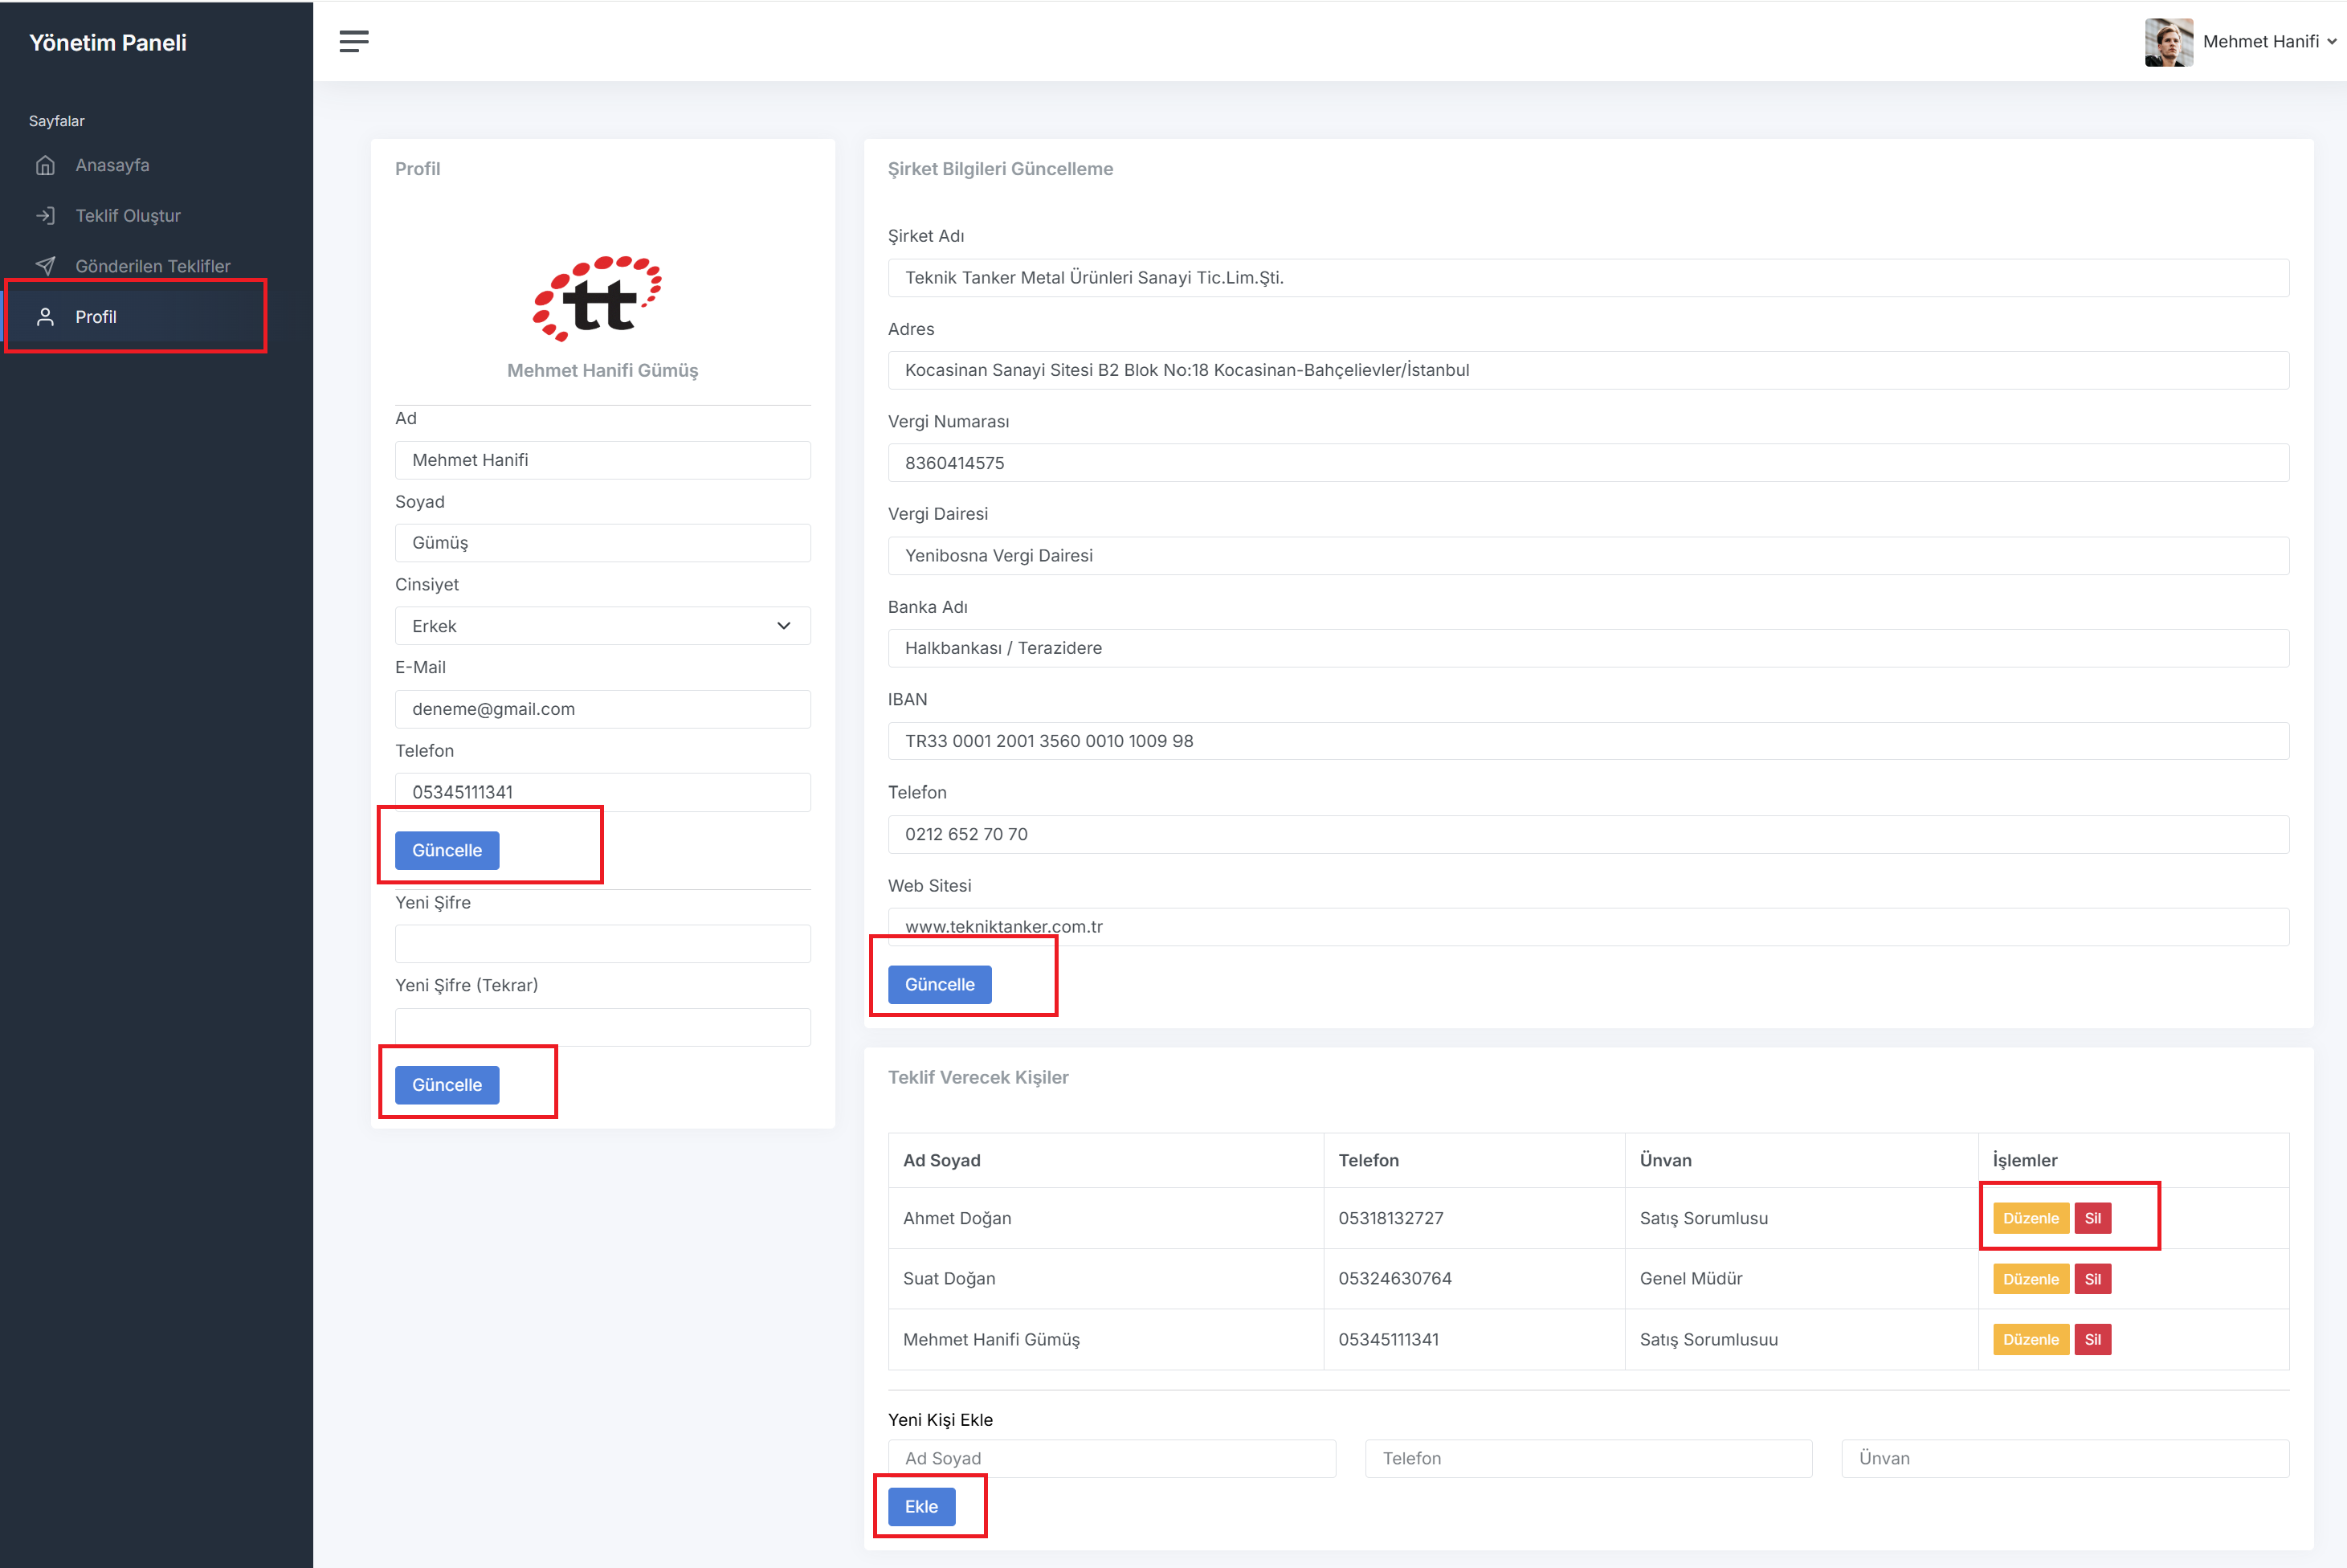 Yönetim Paneli
Mehmet Hanifi
Sayfalar
Anasayfa
Teklif Oluştur
Gönderilen Teklifler
Profil
Profil
tt
Mehmet Hanifi Gümüş
Ad
Mehmet Hanifi
Soyad
Gümüş
Cinsiyet
Erkek
E-Mail
deneme@gmail.com
Telefon
05345111341
Güncelle
Yeni Şifre
Yeni Şifre (Tekrar)
Güncelle
Şirket Bilgileri Güncelleme
Şirket Adı
Teknik Tanker Metal Ürünleri Sanayi Tic.Lim.Şti.
Adres
Kocasinan Sanayi Sitesi B2 Blok No:18 Kocasinan-Bahçelievler/İstanbul
Vergi Numarası
8360414575
Vergi Dairesi
Yenibosna Vergi Dairesi
Banka Adı
Halkbankası / Terazidere
IBAN
TR33 0001 2001 3560 0010 1009 98
Telefon
0212 652 70 70
Web Sitesi
www.tekniktanker.com.tr
Güncelle
Teklif Verecek Kişiler
Ad Soyad Telefon Ünvan İşlemler
Ahmet Doğan 05318132727 Satış Sorumlusu Düzenle Sil
Suat Doğan 05324630764 Genel Müdür Düzenle Sil
Mehmet Hanifi Gümüş 05345111341 Satış Sorumlusuu Düzenle Sil
Yeni Kişi Ekle
Ad Soyad Telefon Ünvan
Ekle